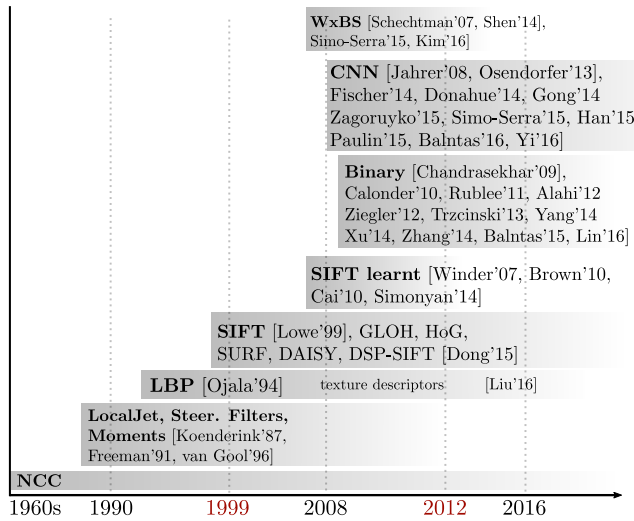 WxBS [Schechtman'07, Shen'14],
Simo-Serra'15, Kim'16]
CNN [Jahrer'08, Osendorfer'13],
Fischer'14, Donahue'14, Gong'14
Zagoruyko'15, Simo-Serra'15, Han'15
Paulin'15, Balntas'16, Yi'16]
Binary [Chandrasekhar'09],
Calonder'10, Rublee'11, Alahi'12
Ziegler'12, Trzcinski'13, Yang'14
Xu'14, Zhang'14, Balntas'15, Lin'16]
SIFT learnt [Winder'07, Brown'10,
Cai'10, Simonyan'14]
SIFT [Lowe'99], GLOH, HoG,
SURF, DAISY, DSP-SIFT [Dong'15]
LBP [Ojala'94] texture descriptors [Liu'16]
LocalJet, Steer. Filters,
Moments [Koenderink'87,
Freeman'91, van Gool'96]
NCC
1960s 1990 1999 2008 2012 2016